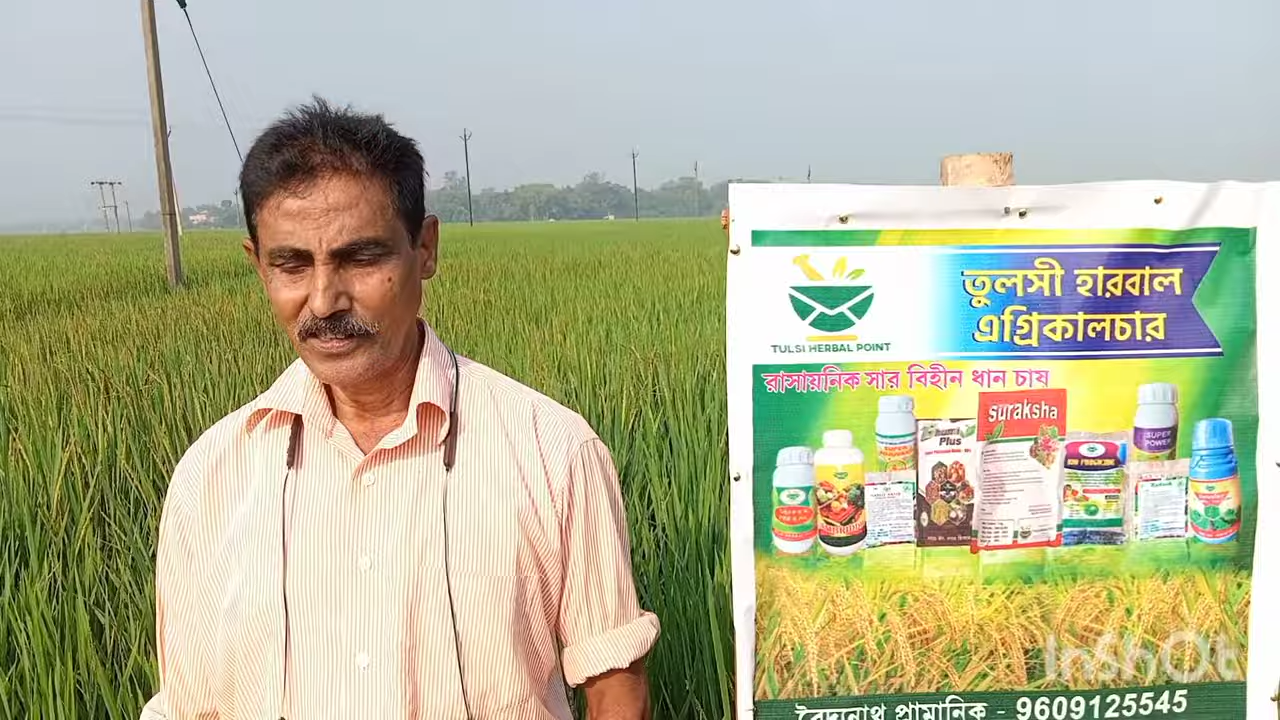 তুলসী হারবাল
এগ্রিকালচার
TULSI HERBAL POINT
রাসায়নিক সার বিহীন ধান চাষ
Suraksha
Plus
SUPER
POWER
InShOt
বৈদ্যনাথ প্রামানিক - 9609125545